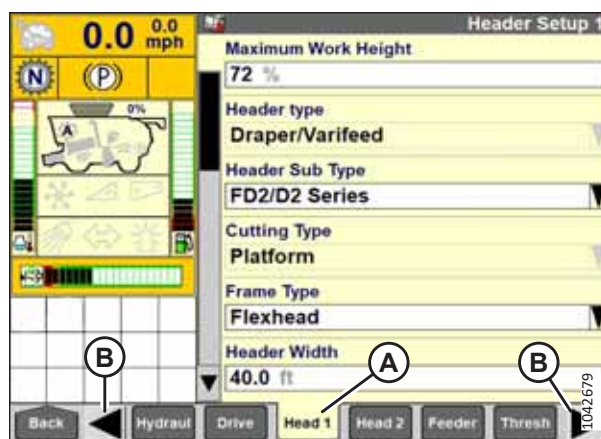 0.0 0.0 mph
Header Setup 1
N (P)
0%
A
Maximum Work Height
72 %
Header type
Draper/Varifeed
Header Sub Type
FD2/D2 Series
Cutting Type
Platform
Frame Type
Flexhead
Header Width
40.0 ft
B
A
B
Back
Hydraul
Drive
Head 1
Head 2
Feeder
Thresh
1042679